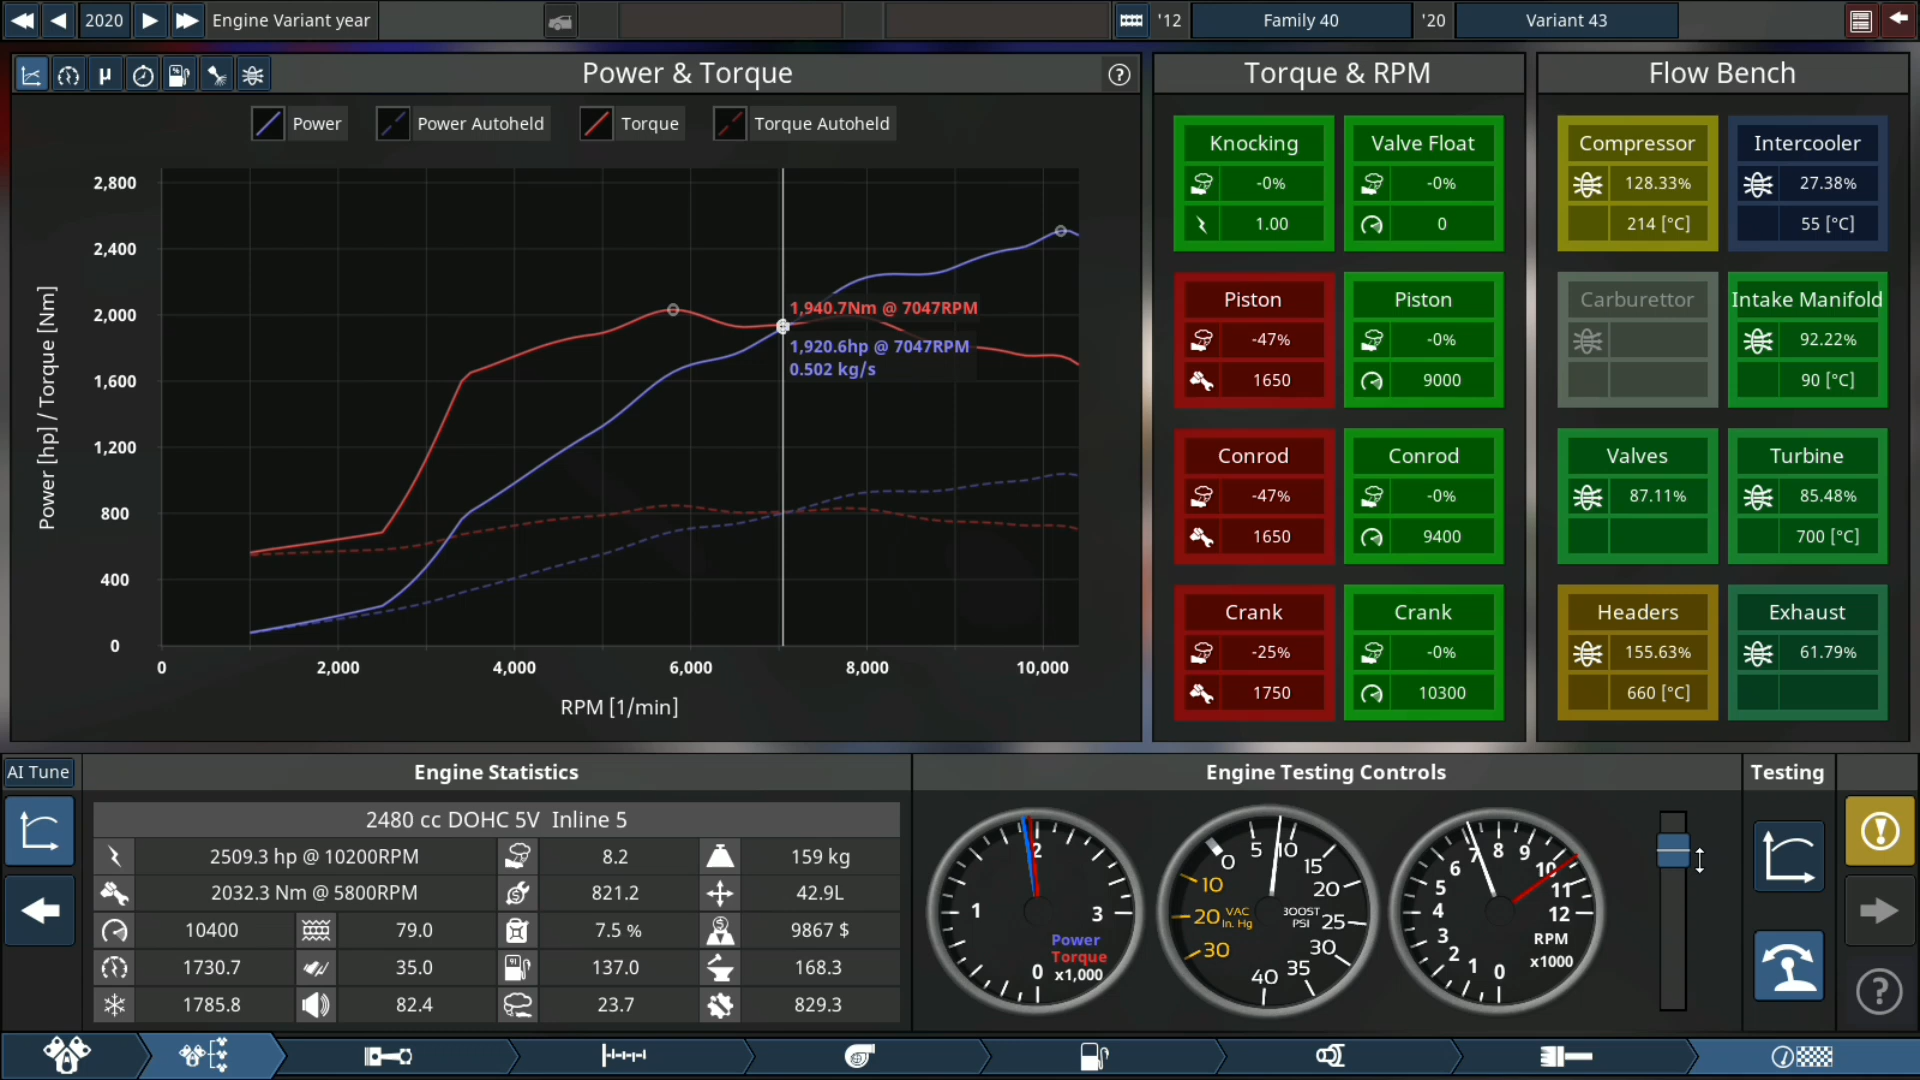 2020 Engine Variant year '12 Family 40 '20 Variant 43
µ Power & Torque ?
Power Power Autoheld Torque Torque Autoheld
2,800
2,400
2,000
1,600
1,200
800
400
0
Power [hp] / Torque [Nm]
1,940.7Nm @ 7047RPM
1,920.6hp @ 7047RPM
0.502 kg/s
0 2,000 4,000 6,000 8,000 10,000
RPM [1/min]
Torque & RPM
Knocking
-0%
1.00
Valve Float
-0%
0
Piston
-47%
1650
Piston
-0%
9000
Conrod
-47%
1650
Conrod
-0%
9400
Crank
-25%
1750
Crank
-0%
10300
Flow Bench
Compressor
128.33%
214 [°C]
Intercooler
27.38%
55 [°C]
Carburettor
Intake Manifold
92.22%
90 [°C]
Valves
87.11%
Turbine
85.48%
700 [°C]
Headers
155.63%
660 [°C]
Exhaust
61.79%
AI Tune
Engine Statistics
2480 cc DOHC 5V Inline 5
2509.3 hp @ 10200RPM 8.2 159 kg
2032.3 Nm @ 5800RPM 821.2 42.9L
10400 79.0 7.5 % 9867 $
1730.7 35.0 91 137.0 168.3
1785.8 82.4 23.7 829.3
Engine Testing Controls
0 1 2 3
Power
Torque
x1,000
30 20 10 0 5 10 15 20 25 30 35 40
VAC
In. Hg
BOOST
PSI
0 1 2 3 4 5 6 7 8 9 10 11 12
RPM
x1000
Testing
!
?